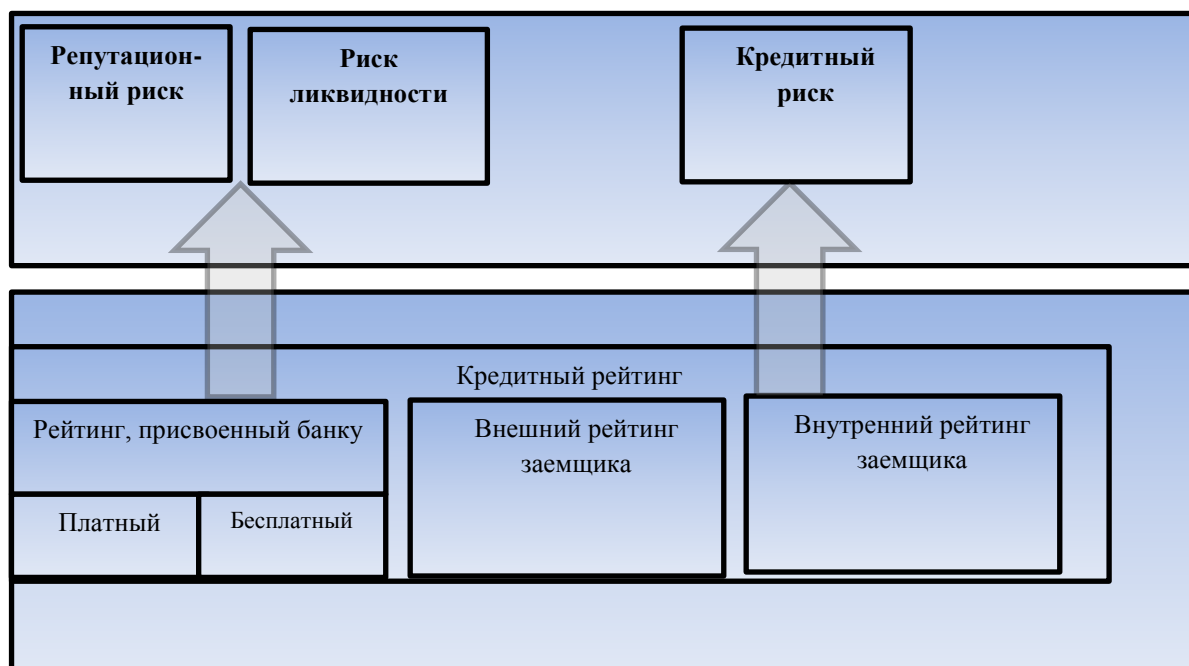 Репутацион-
ный риск
Риск
ликвидности
Кредитный
риск
Кредитный рейтинг
Рейтинг, присвоенный банку
Платный
Бесплатный
Внешний рейтинг
заемщика
Внутренний рейтинг
заемщика